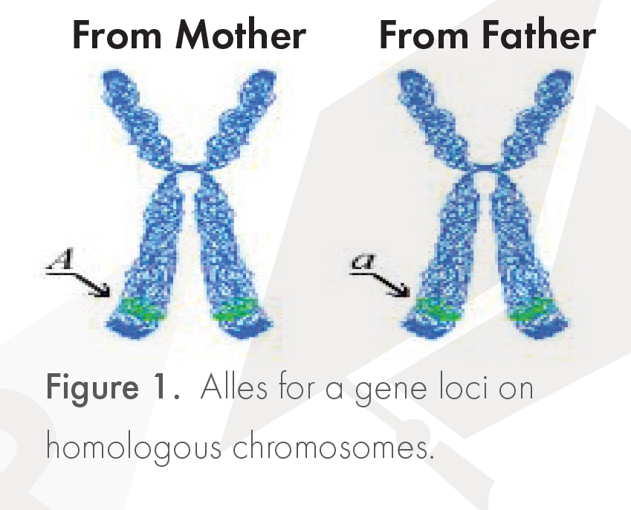 From Mother From Father
A a
Figure 1. Alles for a gene loci on
homologous chromosomes.